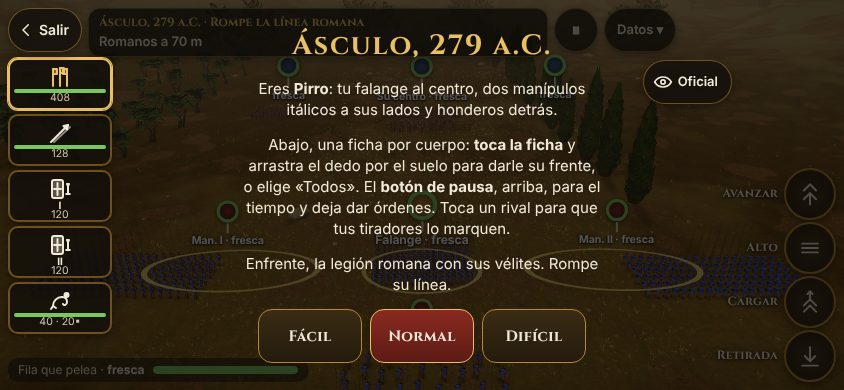 Salir
ÁSCULO, 279 A.C. · ROMPE LA LÍNEA ROMANA
Romanos a 70 m
Datos ▾
ÁSCULO, 279 A.C.
Oficial
Eres Pirro: tu falange al centro, dos manípulos
itálicos a sus lados y honderos detrás.
fresca
Su centro · fresca
fresca
Abajo, una ficha por cuerpo: toca la ficha y
arrastra el dedo por el suelo para darle su frente,
o elige «Todos». El botón de pausa, arriba, para el
tiempo y deja dar órdenes. Toca un rival para que
tus tiradores lo marquen.
Man. I · fresca
Falange · fresca
Man. II · fresca
Enfrente, la legión romana con sus vélites. Rompe
su línea.
408
128
I
120
II
120
40 · 20
AVANZAR
ALTO
CARGAR
RETIRADA
FÁCIL
NORMAL
DIFÍCIL
Fila que pelea · fresca